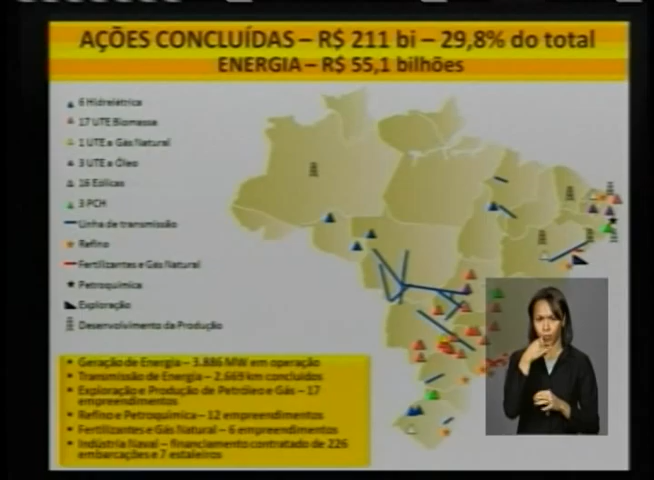 AÇÕES CONCLUÍDAS – R$ 211 bi – 29,8% do total
ENERGIA – R$ 55,1 bilhões
6 Hidrelétrica
17 UTE Biomassa
1 UTE a Gás Natural
3 UTE a Óleo
16 Eólicas
3 PCH
Linha de transmissão
Refino
Fertilizantes e Gás Natural
Petroquímica
Exploração
Desenvolvimento da Produção
• Geração de Energia – 3.886 MW em operação
• Transmissão de Energia – 2.669 km concluídos
• Exploração e Produção de Petróleo e Gás – 17
empreendimentos
• Refino e Petroquímica – 12 empreendimentos
• Fertilizantes e Gás Natural – 6 empreendimentos
• Indústria Naval – financiamento contratado de 226
embarcações e 7 estaleiros